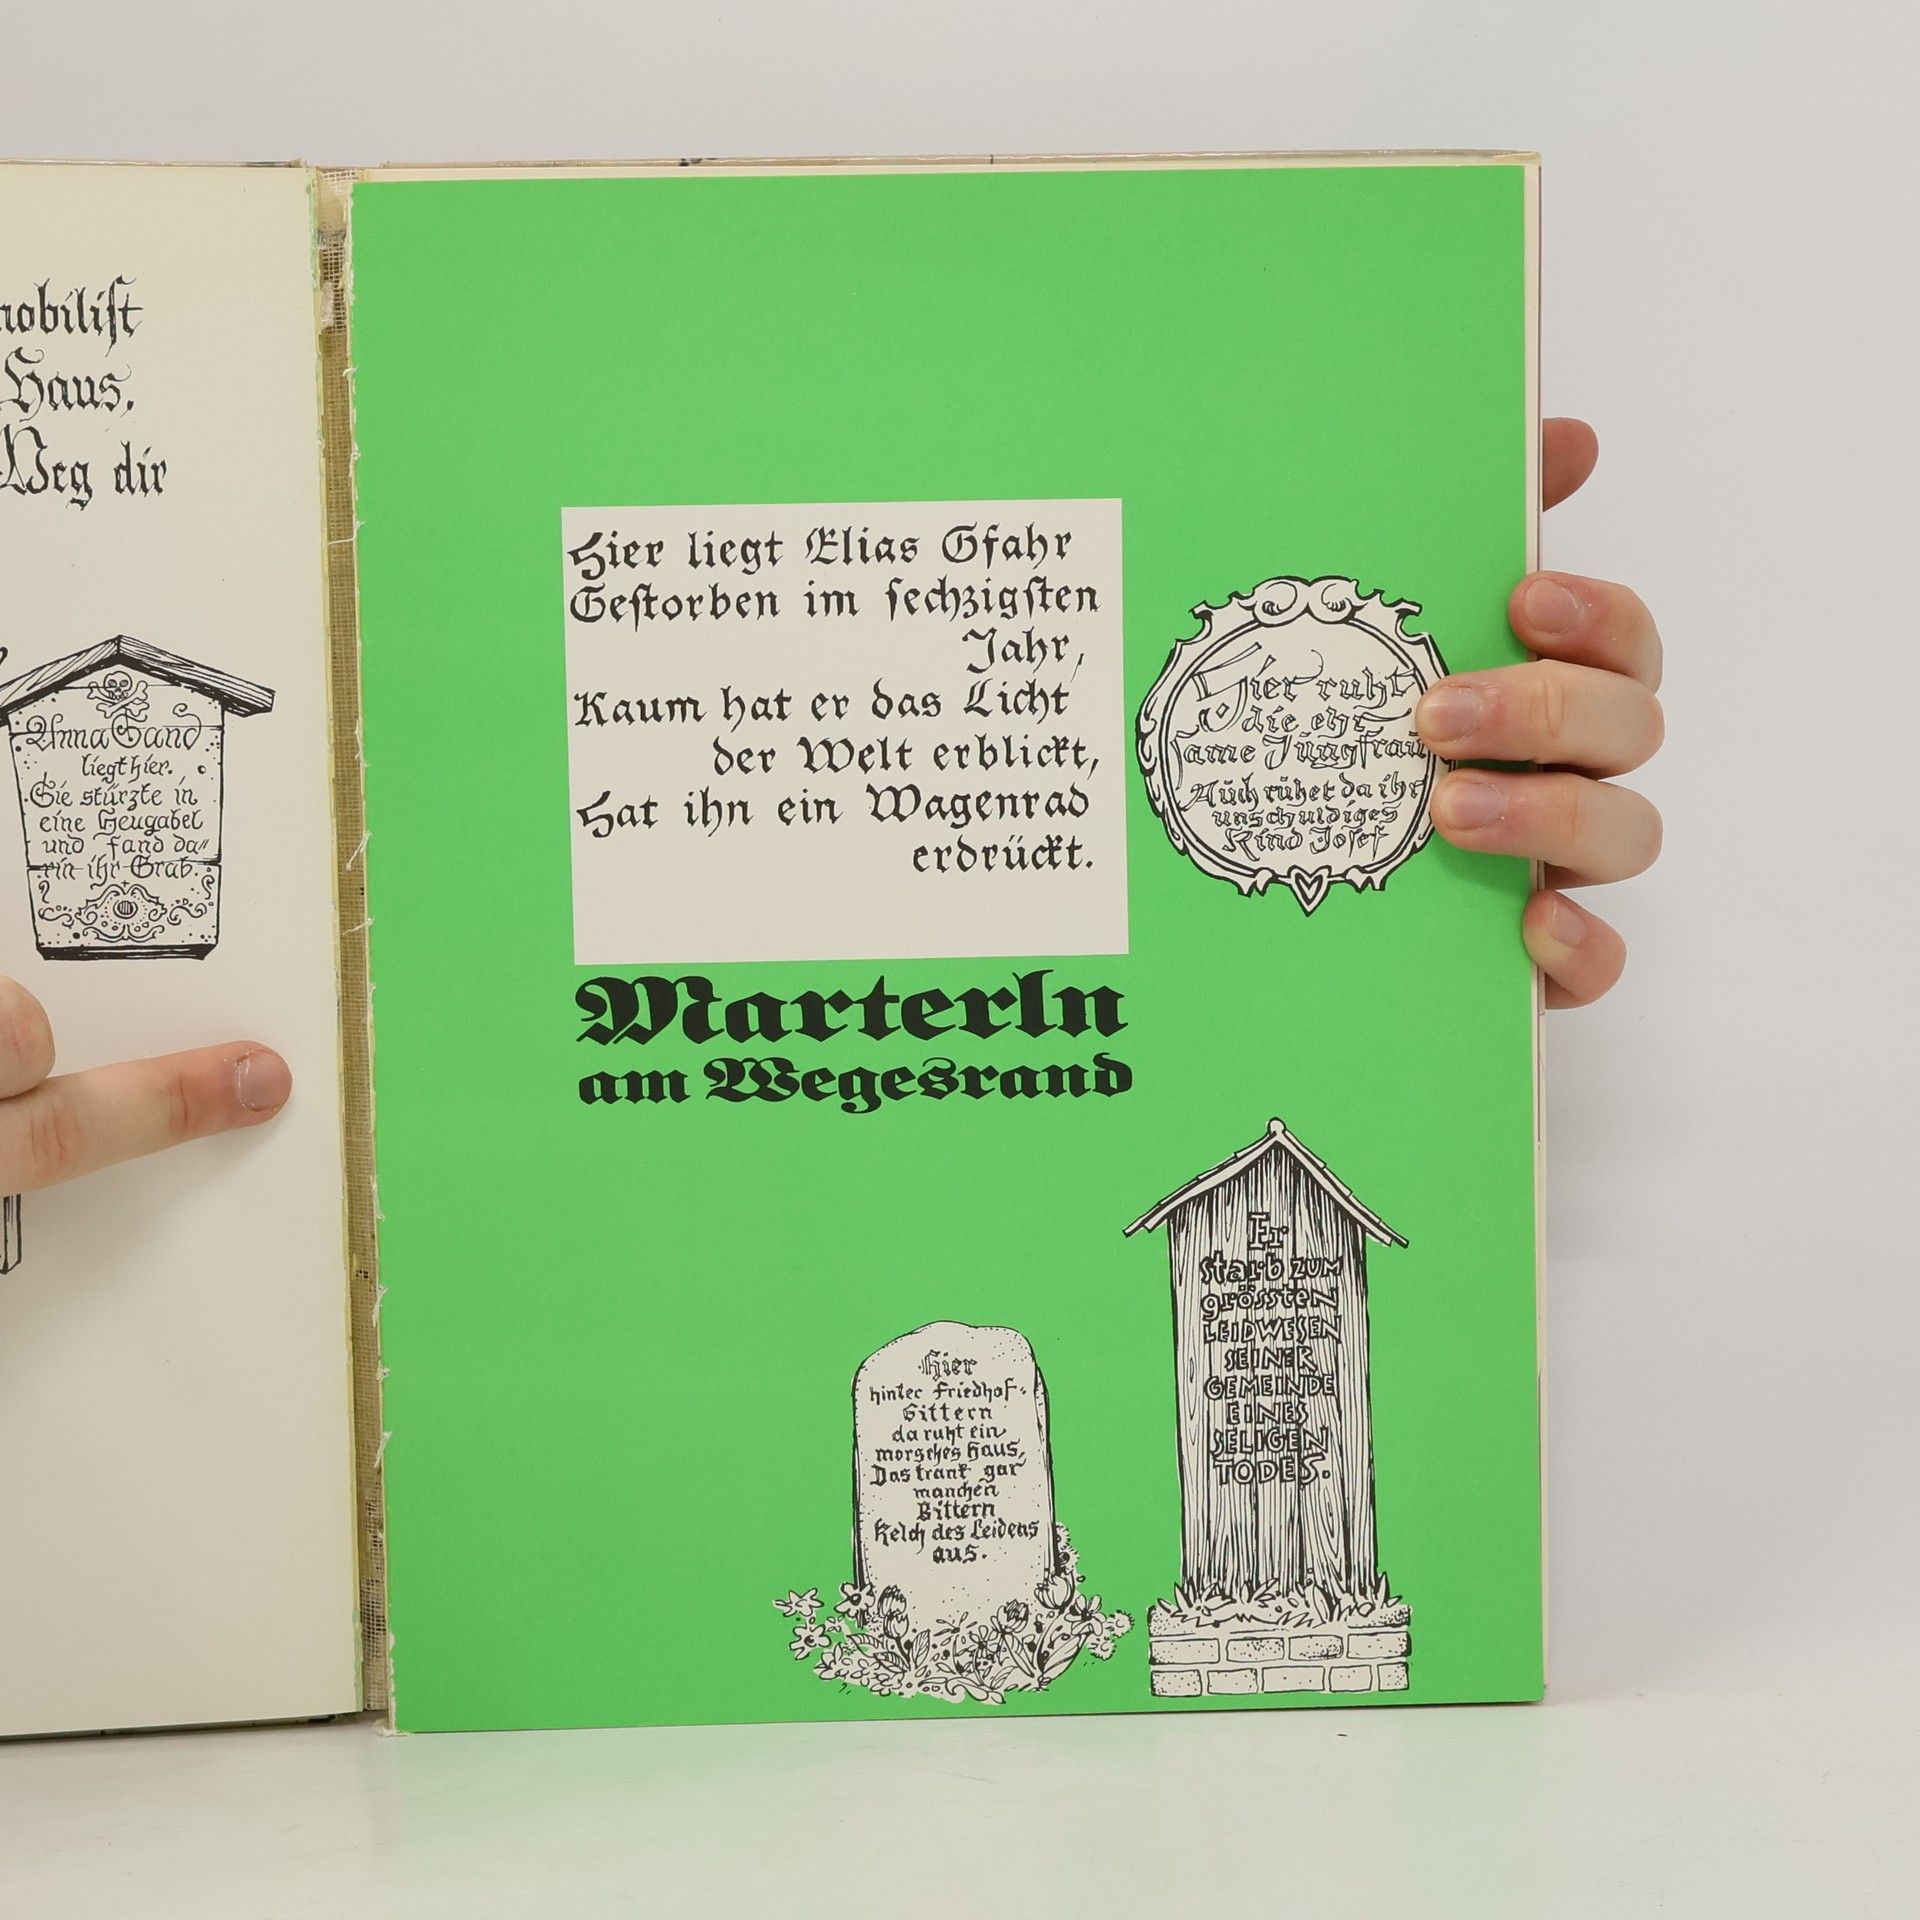 nobilist
Haus.
Weg dir
Anna Gand
liegt hier.
Sie stürzte in
eine Heugabel
und fand da„
rin ihr Grab.
Hier liegt Elias Gfahr
Gestorben im sechzigsten
Jahr,
Kaum hat er das Licht
der Welt erblickt,
Hat ihn ein Wagenrad
erdrückt.
Hier ruht
die ehr
same Jüngfraü
Aüch rühet da ihr
unschuldiges
Kind Josef
Marterln
am Wegesrand
Hier
hinter Friedhof-
Gittern
da ruht ein
morsches Haus,
Das trank gar
manchen
Bittern
Kelch des Leidens
aus.
Er
starb zum
grössten
LEIDWESEN
SEINER
GEMEINDE
EINES
SELIGEN
TODES.